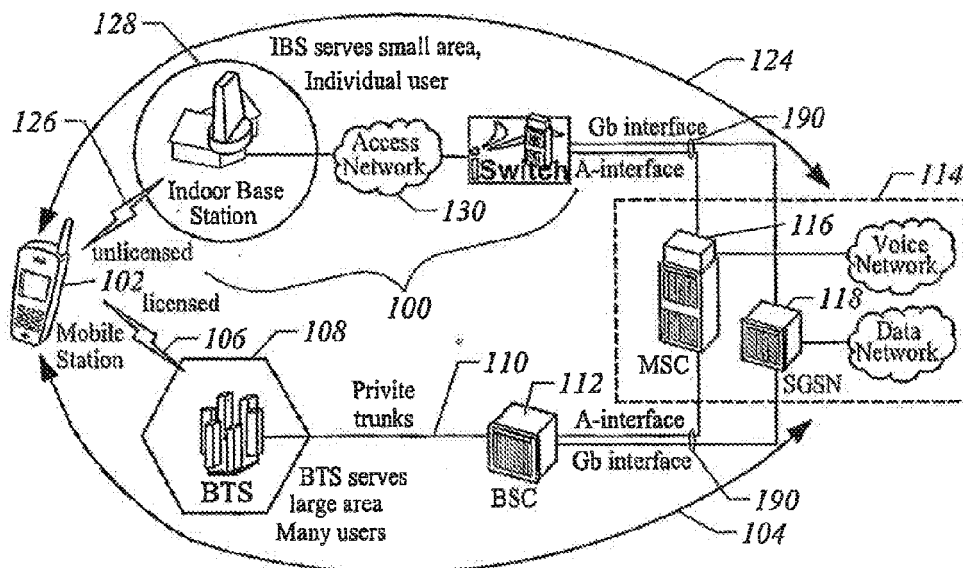 128
IBS serves small area,
Individual user
124
126
Gb interface
190
Access
Network
Switch
A-interface
Indoor Base
Station
130
114
116
unlicensed
Voice
Network
102
licensed
100
118
Mobile
Station
106
108
110
112
MSC
Data
Network
SGSN
Privite
trunks
A-interface
Gb interface
BTS
BTS serves
large area
Many users
BSC
190
104